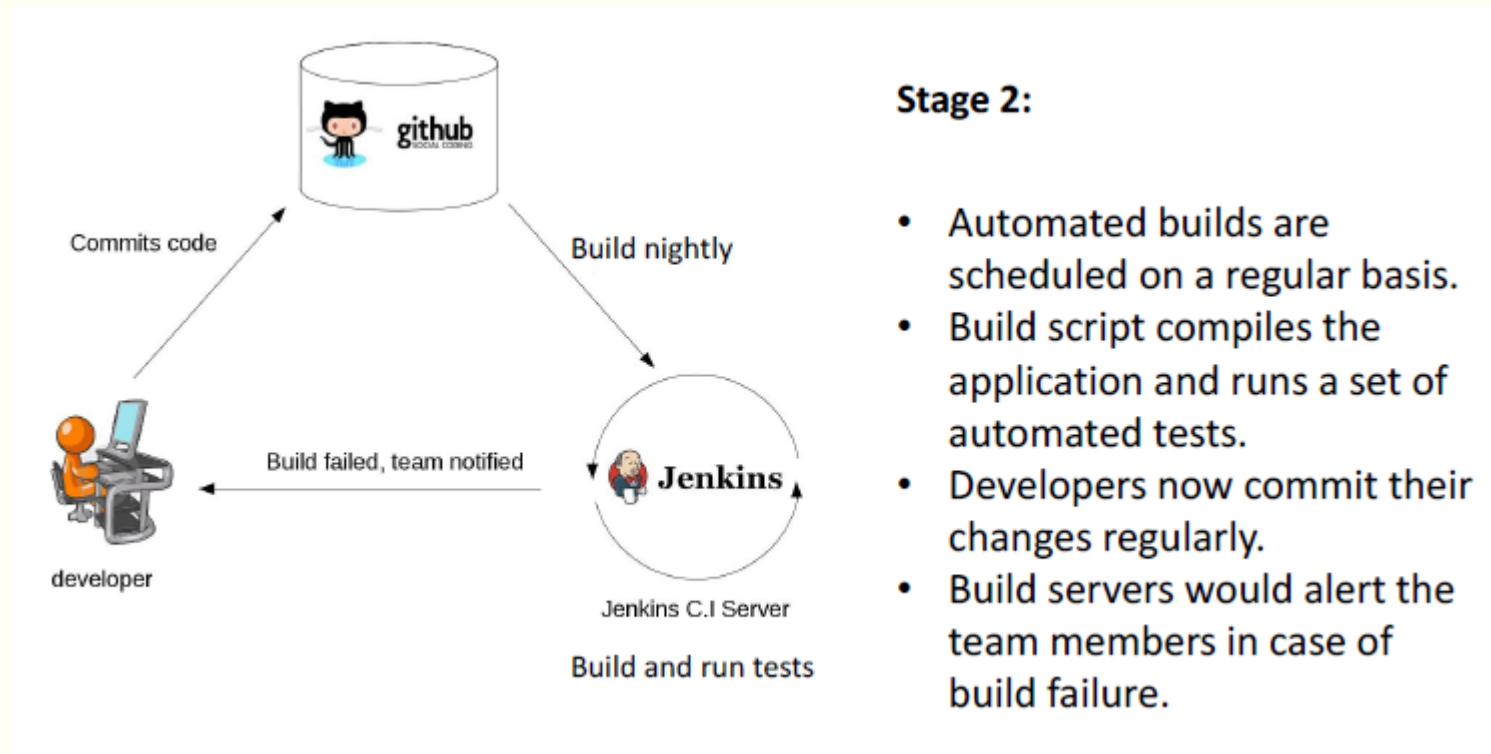 github
SOCIAL CODING
Commits code
Build nightly
Build failed, team notified
Jenkins
developer
Jenkins C.I Server
Build and run tests
Stage 2:
• Automated builds are
scheduled on a regular basis.
• Build script compiles the
application and runs a set of
automated tests.
• Developers now commit their
changes regularly.
• Build servers would alert the
team members in case of
build failure.